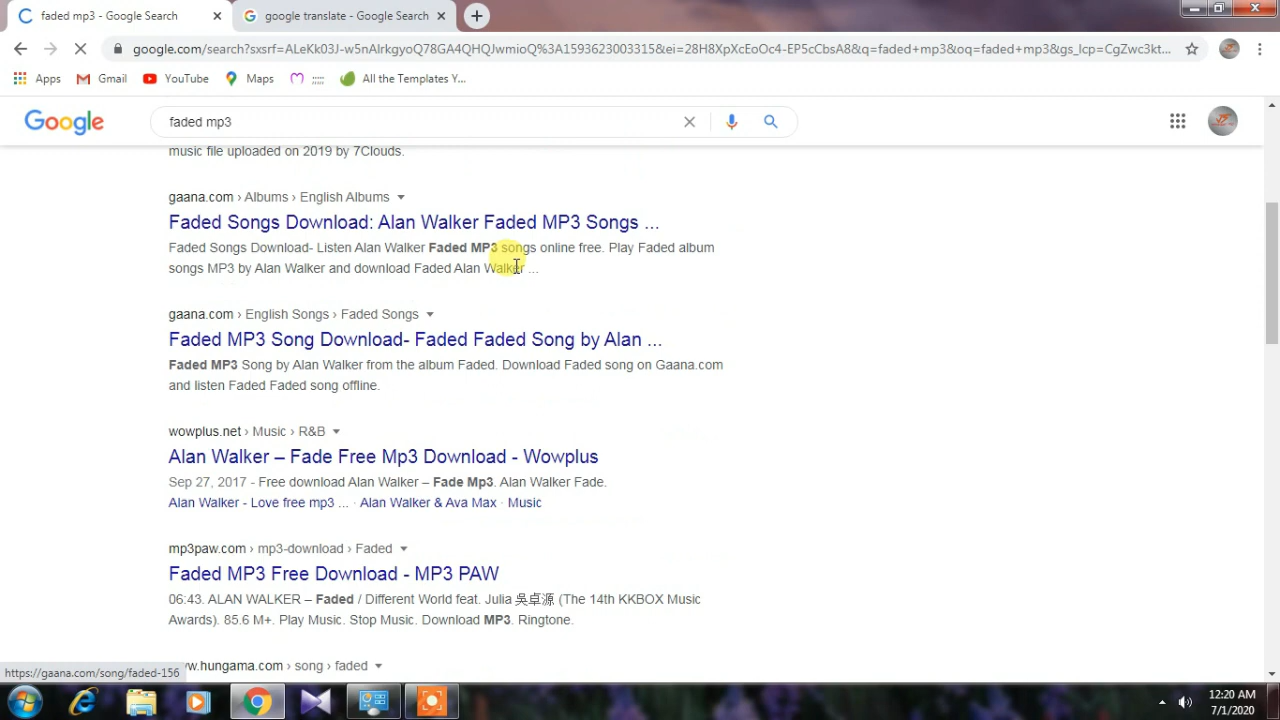 faded mp3 - Google Search
google translate - Google Search
google.com/search?sxsrf=ALeKk03J-w5nAlrkgyoQ78GA4QHQJwmioQ%3A1593623003315&ei=28H8XpXcEoOc4-EP5cCbsA8&q=faded+mp3&oq=faded+mp3&gs_lcp=CgZwc3kt...
Apps Gmail YouTube Maps ;;;; All the Templates Y...
Google faded mp3
music file uploaded on 2019 by 7Clouds.
gaana.com › Albums › English Albums
Faded Songs Download: Alan Walker Faded MP3 Songs ...
Faded Songs Download- Listen Alan Walker Faded MP3 songs online free. Play Faded album
songs MP3 by Alan Walker and download Faded Alan Walker ...
gaana.com › English Songs › Faded Songs
Faded MP3 Song Download- Faded Faded Song by Alan ...
Faded MP3 Song by Alan Walker from the album Faded. Download Faded song on Gaana.com
and listen Faded Faded song offline.
wowplus.net › Music › R&B
Alan Walker – Fade Free Mp3 Download - Wowplus
Sep 27, 2017 - Free download Alan Walker – Fade Mp3. Alan Walker Fade.
Alan Walker - Love free mp3 ... · Alan Walker & Ava Max · Music
mp3paw.com › mp3-download › Faded
Faded MP3 Free Download - MP3 PAW
06:43. ALAN WALKER – Faded / Different World feat. Julia 吳卓源 (The 14th KKBOX Music
Awards). 85.6 M+. Play Music. Stop Music. Download MP3. Ringtone.
www.hungama.com › song › faded
https://gaana.com/song/faded-156
12:20 AM
7/1/2020